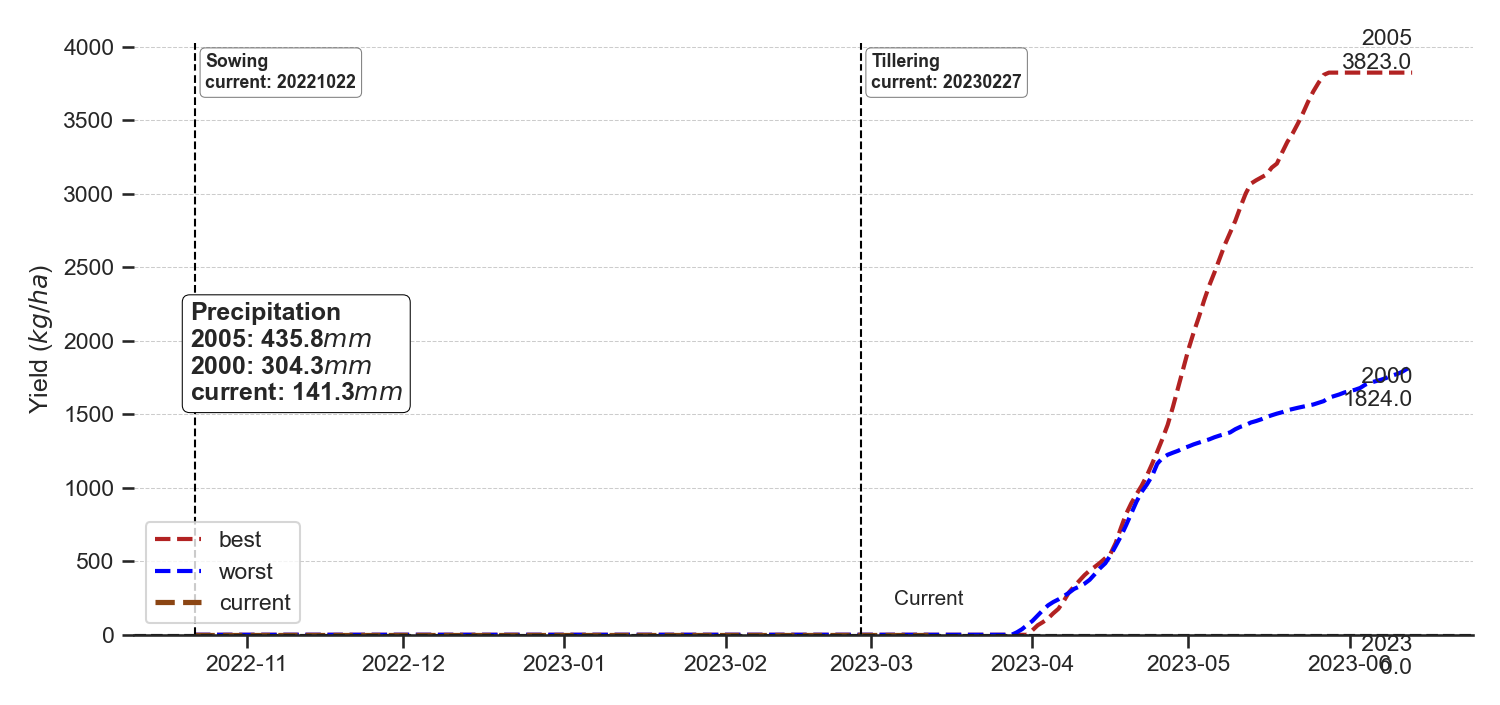 4000
3500
3000
2500
2000
1500
1000
500
0
Yield (kg/ha)
Sowing
current: 20221022
Tillering
current: 20230227
2005
3823.0
Precipitation
2005: 435.8mm
2000: 304.3mm
current: 141.3mm
2000
1824.0
best
worst
current
Current
2023
0.0
2022-11
2022-12
2023-01
2023-02
2023-03
2023-04
2023-05
2023-06